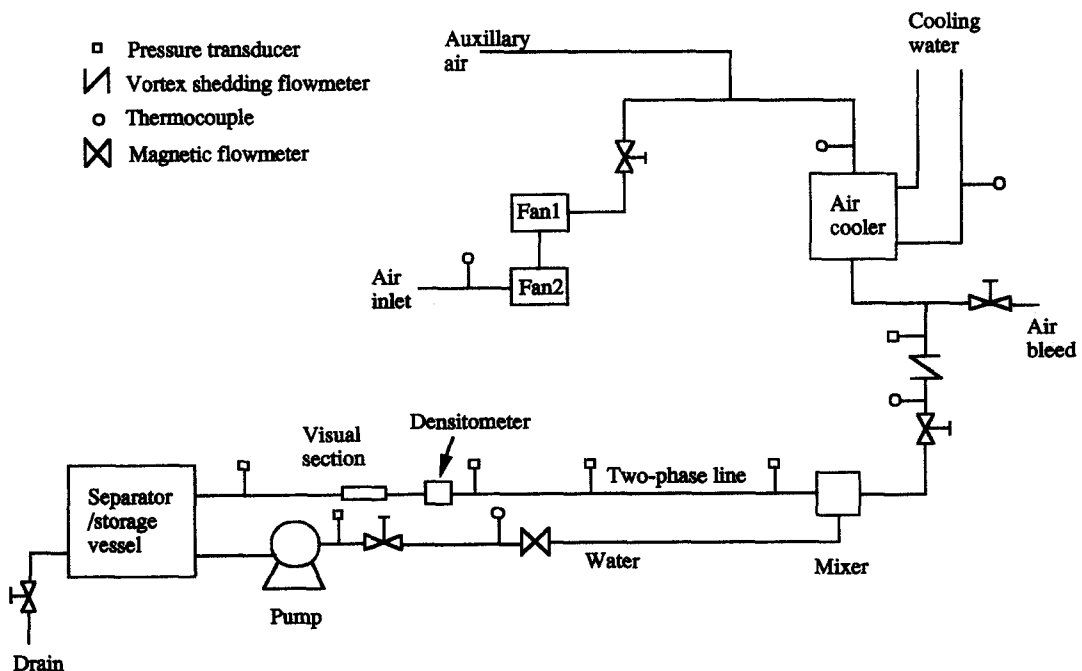 Pressure transducer
Vortex shedding flowmeter
Thermocouple
Magnetic flowmeter
Auxillary
air
Cooling
water
Fan1
Air
cooler
Air
inlet
Fan2
Air
bleed
Densitometer
Visual
section
Two-phase line
Separator
/storage
vessel
Water
Mixer
Pump
Drain